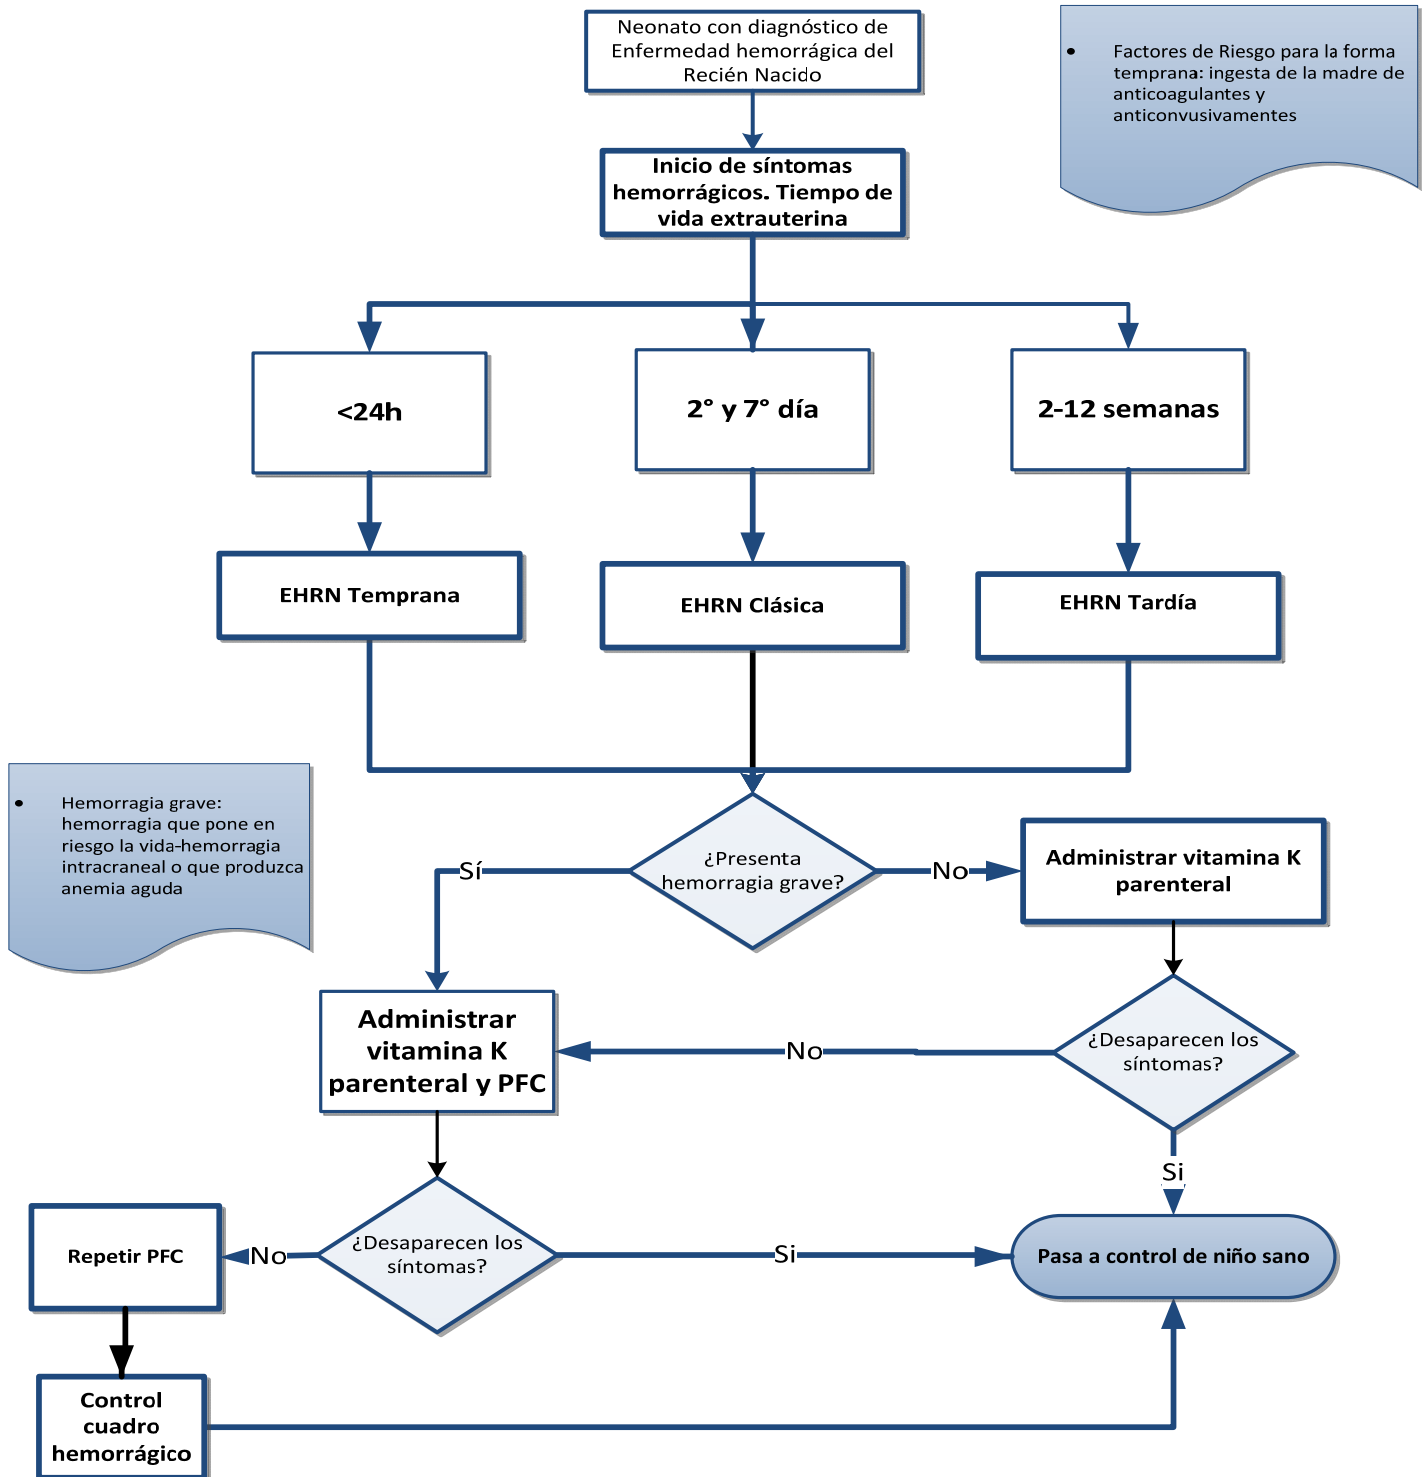 Neonato con diagnóstico de
Enfermedad hemorrágica del
Recién Nacido
• Factores de Riesgo para la forma
temprana: ingesta de la madre de
anticoagulantes y
anticonvusivamentes
Inicio de síntomas
hemorrágicos. Tiempo de
vida extrauterina
<24h
2° y 7° día
2-12 semanas
EHRN Temprana
EHRN Clásica
EHRN Tardía
• Hemorragia grave:
hemorragia que pone en
riesgo la vida-hemorragia
intracraneal o que produzca
anemia aguda
¿Presenta
hemorragia grave?
Sí
No
Administrar vitamina K
parenteral
Administrar
vitamina K
parenteral y PFC
No
¿Desaparecen los
síntomas?
Si
Repetir PFC
No
¿Desaparecen los
síntomas?
Si
Pasa a control de niño sano
Control
cuadro
hemorrágico